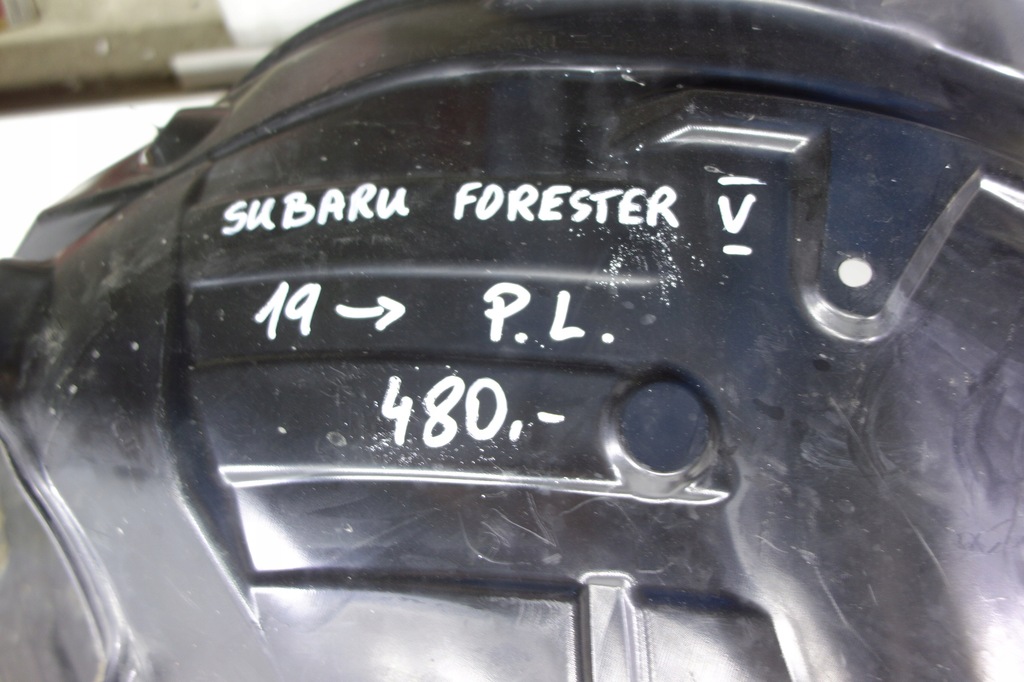 SUBARU FORESTER V
19 → P.L.
480,-